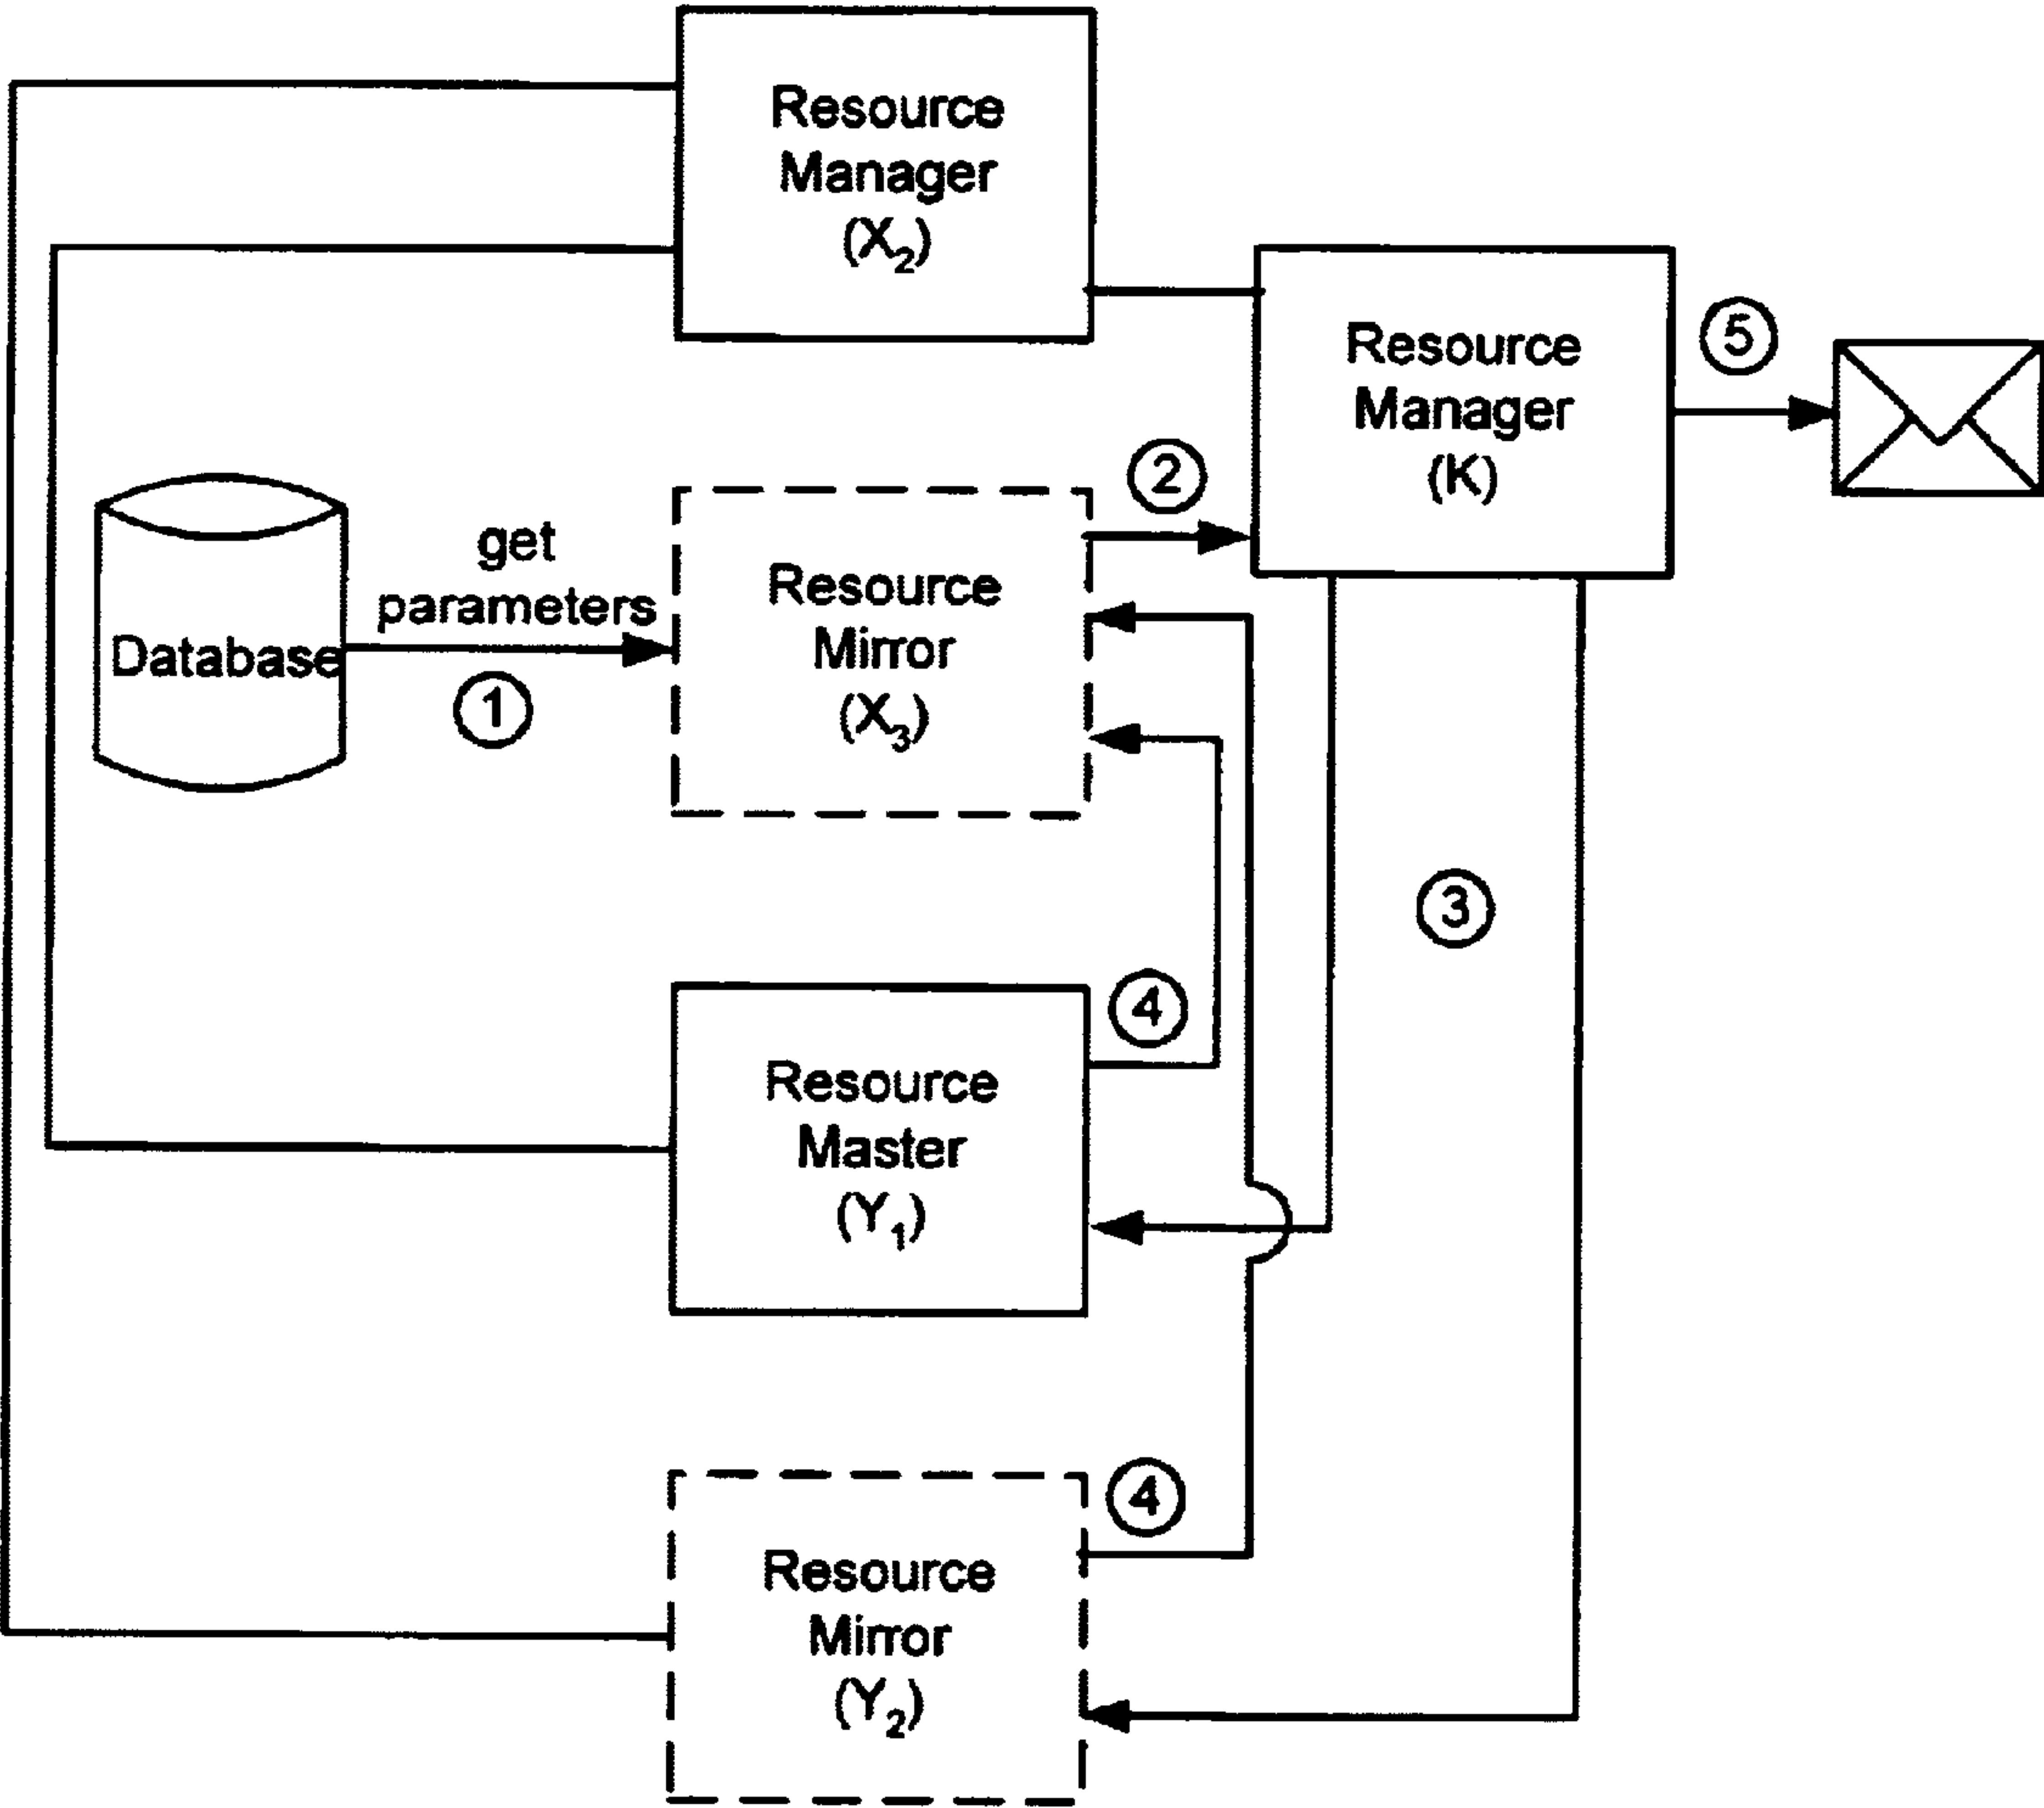 Resource
Manager
(X2)
Resource
Manager
(K)
5
2
get
parameters
Database
1
Resource
Mirror
(X3)
3
4
Resource
Master
(Y1)
4
Resource
Mirror
(Y2)